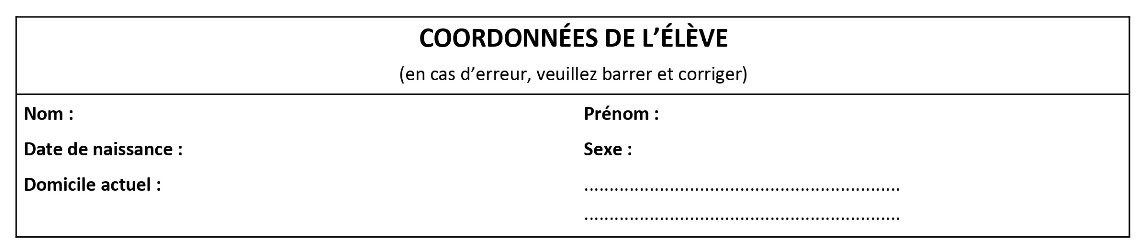 COORDONNÉES DE L’ÉLÈVE
(en cas d’erreur, veuillez barrer et corriger)
Nom : Prénom :
Date de naissance : Sexe :
Domicile actuel : ...............................................................
...............................................................